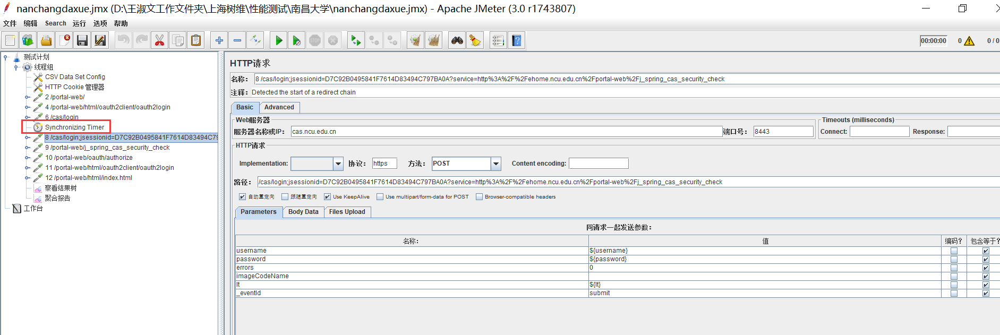 nanchangdaxue.jmx (D:\王淑文工作文件夹\上海树维\性能测试\南昌大学\nanchangdaxue.jmx) - Apache JMeter (3.0 r1743807)
文件 编辑 Search 运行 选项 帮助
00:00:00 0 0 / 0
测试计划
线程组
CSV Data Set Config
HTTP Cookie 管理器
2 /portal-web/
4 /portal-web/html/oauth2client/oauth2login
6 /cas/login
Synchronizing Timer
8 /cas/login;jsessionid=D7C92B0495841F7614D83494C79
9 /portal-web/j_spring_cas_security_check
10 /portal-web/oauth/authorize
11 /portal-web/html/oauth2client/oauth2login
12 /portal-web/html/index.html
察看结果树
聚合报告
工作台
HTTP请求
名称: 8 /cas/login;jsessionid=D7C92B0495841F7614D83494C797BA0A?service=http%3A%2F%2Fehome.ncu.edu.cn%2Fportal-web%2Fj_spring_cas_security_check
注释: Detected the start of a redirect chain
Basic Advanced
Web服务器 Timeouts (milliseconds)
服务器名称或IP: cas.ncu.edu.cn 端口号: 8443 Connect: Response:
HTTP请求
Implementation: 协议: https 方法: POST Content encoding:
路径: /cas/login;jsessionid=D7C92B0495841F7614D83494C797BA0A?service=http%3A%2F%2Fehome.ncu.edu.cn%2Fportal-web%2Fj_spring_cas_security_check
自动重定向 跟随重定向 Use KeepAlive Use multipart/form-data for POST Browser-compatible headers
Parameters Body Data Files Upload
同请求一起发送参数:
名称: 值 编码? 包含等于?
username ${username}
password ${password}
errors 0
imageCodeName
lt ${lt}
_eventId submit